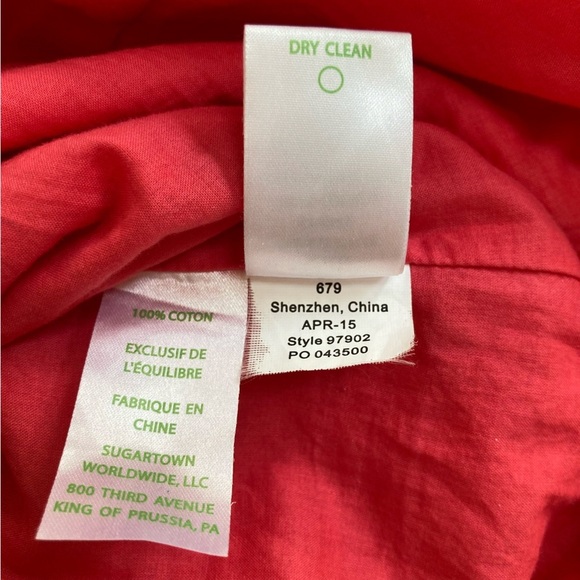 DRY CLEAN
679
Shenzhen, China
APR-15
Style 97902
PO 043500
100% COTON
EXCLUSIF DE
L'ÉQUILIBRE
FABRIQUE EN
CHINE
SUGARTOWN
WORLDWIDE, LLC
800 THIRD AVENUE
KING OF PRUSSIA, PA